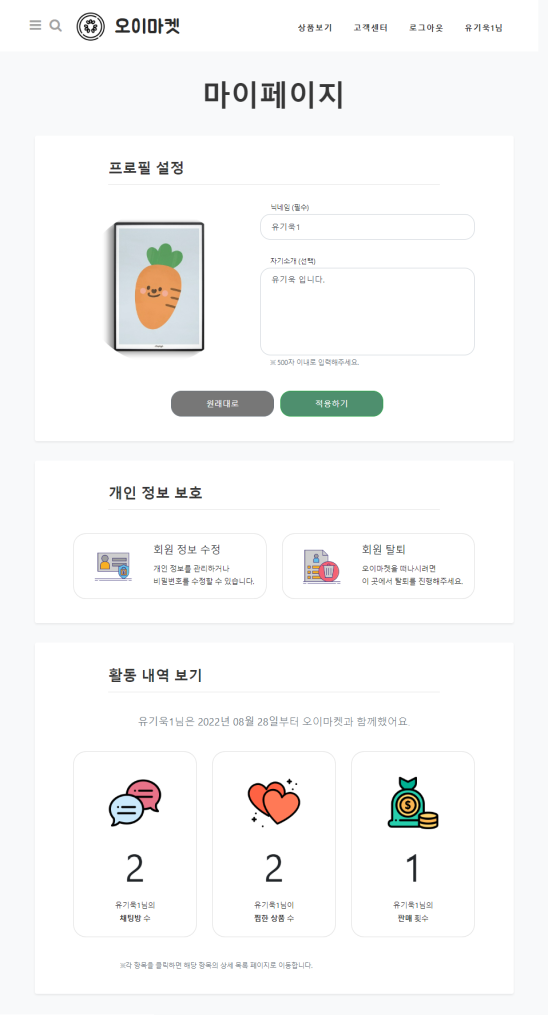 오이마켓
상품보기 고객센터 로그아웃 유기욱1님
마이페이지
프로필 설정
닉네임 (필수)
유기욱1
자기소개 (선택)
유기욱 입니다.
※ 500자 이내로 입력해주세요.
원래대로 적용하기
개인 정보 보호
회원 정보 수정
개인 정보를 관리하거나
비밀번호를 수정할 수 있습니다.
회원 탈퇴
오이마켓을 떠나시려면
이 곳에서 탈퇴를 진행해주세요.
활동 내역 보기
유기욱1님은 2022년 08월 28일부터 오이마켓과 함께했어요.
2
유기욱1님의
채팅방 수
2
유기욱1님이
찜한 상품 수
1
유기욱1님의
판매 횟수
※각 항목을 클릭하면 해당 항목의 상세 목록 페이지로 이동합니다.